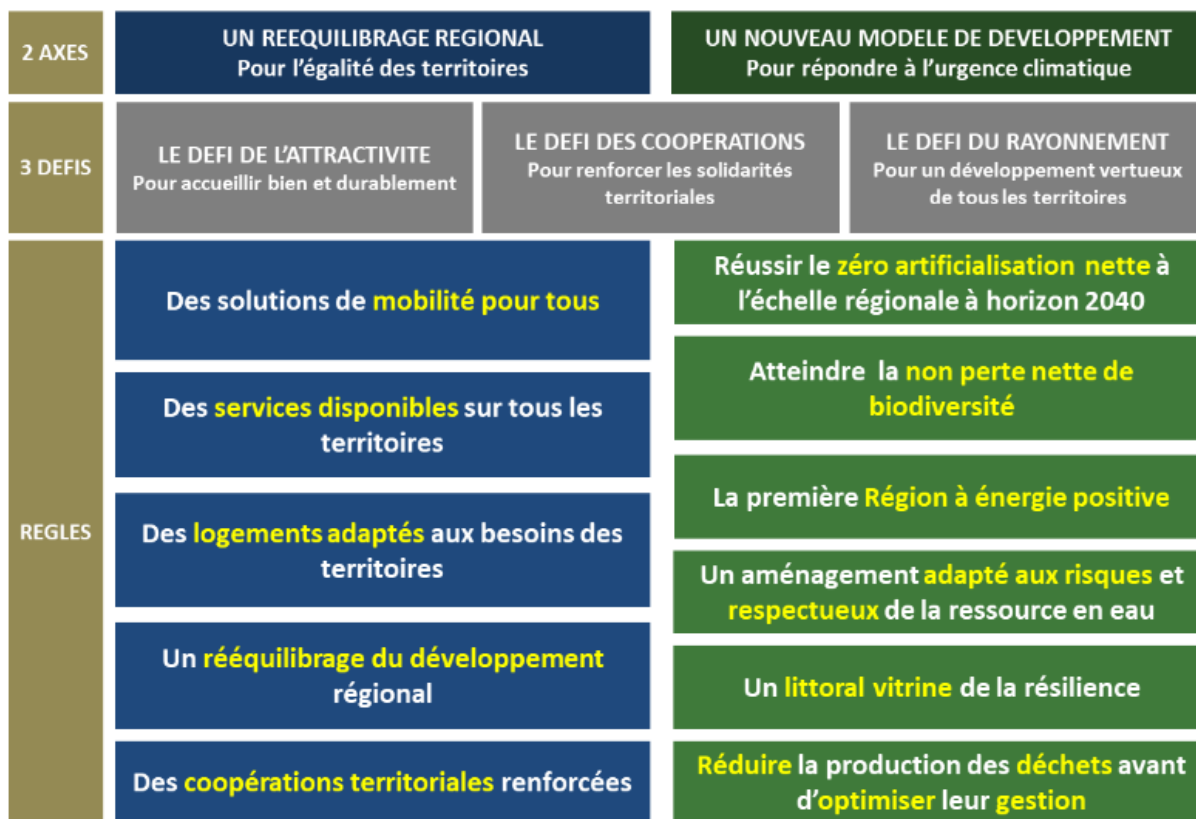 2 AXES
UN REEQUILIBRAGE REGIONAL
Pour l'égalité des territoires
UN NOUVEAU MODELE DE DEVELOPPEMENT
Pour répondre à l'urgence climatique
3 DEFIS
LE DEFI DE L'ATTRACTIVITE
Pour accueillir bien et durablement
LE DEFI DES COOPERATIONS
Pour renforcer les solidarités
territoriales
LE DEFI DU RAYONNEMENT
Pour un développement vertueux
de tous les territoires
REGLES
Des solutions de mobilité pour tous
Des services disponibles sur tous les
territoires
Des logements adaptés aux besoins des
territoires
Un rééquilibrage du développement
régional
Des coopérations territoriales renforcées
Réussir le zéro artificialisation nette à
l'échelle régionale à horizon 2040
Atteindre la non perte nette de
biodiversité
La première Région à énergie positive
Un aménagement adapté aux risques et
respectueux de la ressource en eau
Un littoral vitrine de la résilience
Réduire la production des déchets avant
d'optimiser leur gestion